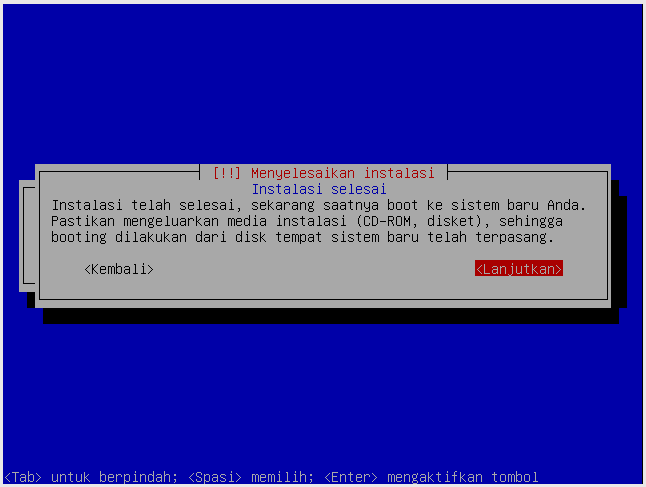 [!!] Menyelesaikan instalasi
Instalasi selesai
Instalasi telah selesai, sekarang saatnya boot ke sistem baru Anda.
Pastikan mengeluarkan media instalasi (CD-ROM, disket), sehingga
booting dilakukan dari disk tempat sistem baru telah terpasang.
<Kembali> <Lanjutkan>
<Tab> untuk berpindah; <Spasi> memilih; <Enter> mengaktifkan tombol